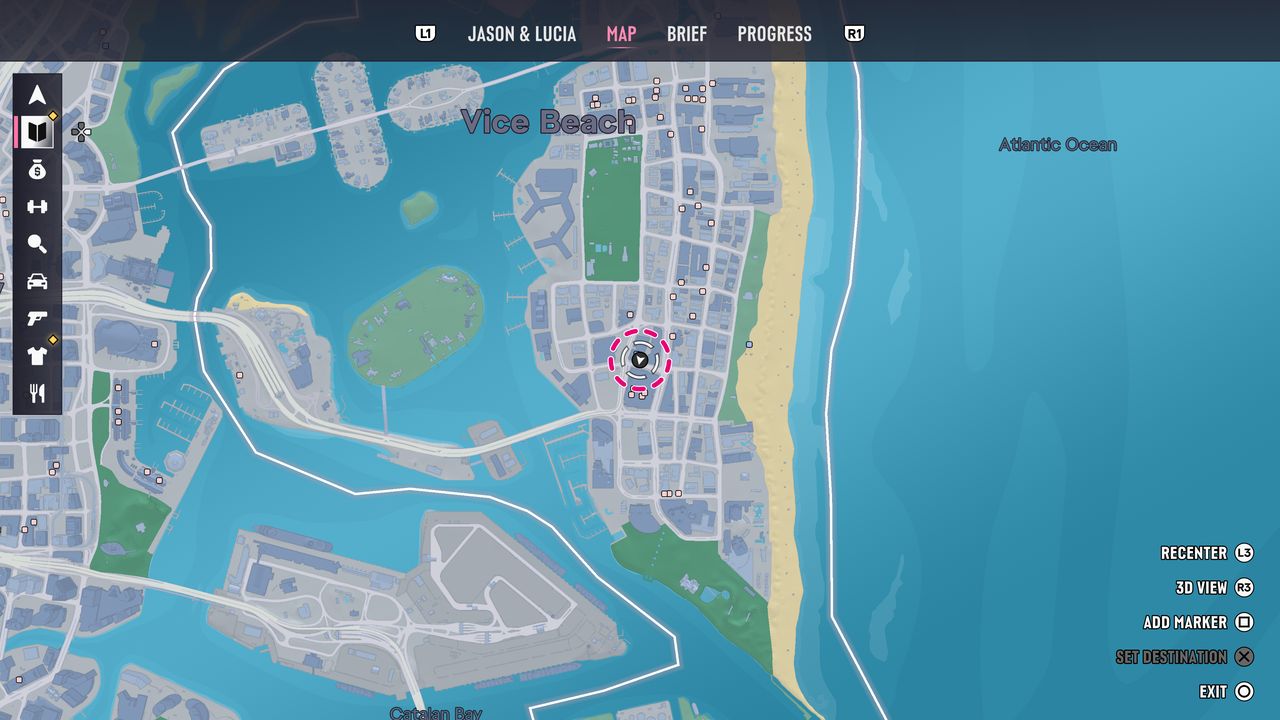 L1 JASON & LUCIA MAP BRIEF PROGRESS R1
Vice Beach
Atlantic Ocean
RECENTER L3
3D VIEW R3
ADD MARKER
SET DESTINATION
EXIT
Catalan Bay